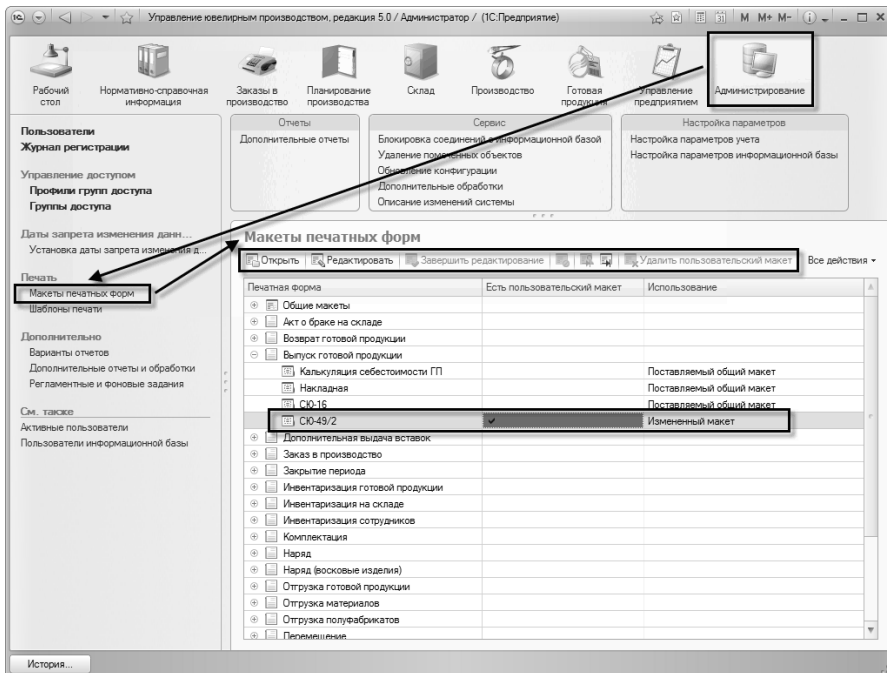 Управление ювелирным производством, редакция 5.0 / Администратор / (1С:Предприятие)
M M+ M-
Рабочий стол
Нормативно-справочная информация
Заказы в производство
Планирование производства
Склад
Производство
Готовая продукция
Управление предприятием
Администрирование
Пользователи
Журнал регистрации
Управление доступом
Профили групп доступа
Группы доступа
Даты запрета изменения данн...
Установка даты запрета изменения д...
Печать
Макеты печатных форм
Шаблоны печати
Дополнительно
Варианты отчетов
Дополнительные отчеты и обработки
Регламентные и фоновые задания
См. также
Активные пользователи
Пользователи информационной базы
Отчеты
Дополнительные отчеты
Сервис
Блокировка соединений с информационной базой
Удаление помеченных объектов
Обновление конфигурации
Дополнительные обработки
Описание изменений системы
Настройка параметров
Настройка параметров учета
Настройка параметров информационной базы
Макеты печатных форм
Открыть Редактировать Завершить редактирование Удалить пользовательский макет Все действия
Печатная форма Есть пользовательский макет Использование
Общие макеты
Акт о браке на складе
Возврат готовой продукции
Выпуск готовой продукции
Калькуляция себестоимости ГП Поставляемый общий макет
Накладная Поставляемый общий макет
СЮ-16 Поставляемый общий макет
СЮ-49/2 Измененный макет
Дополнительная выдача вставок
Заказ в производство
Закрытие периода
Инвентаризация готовой продукции
Инвентаризация на складе
Инвентаризация сотрудников
Комплектация
Наряд
Наряд (восковые изделия)
Отгрузка готовой продукции
Отгрузка материалов
Отгрузка полуфабрикатов
Перемещение
История...